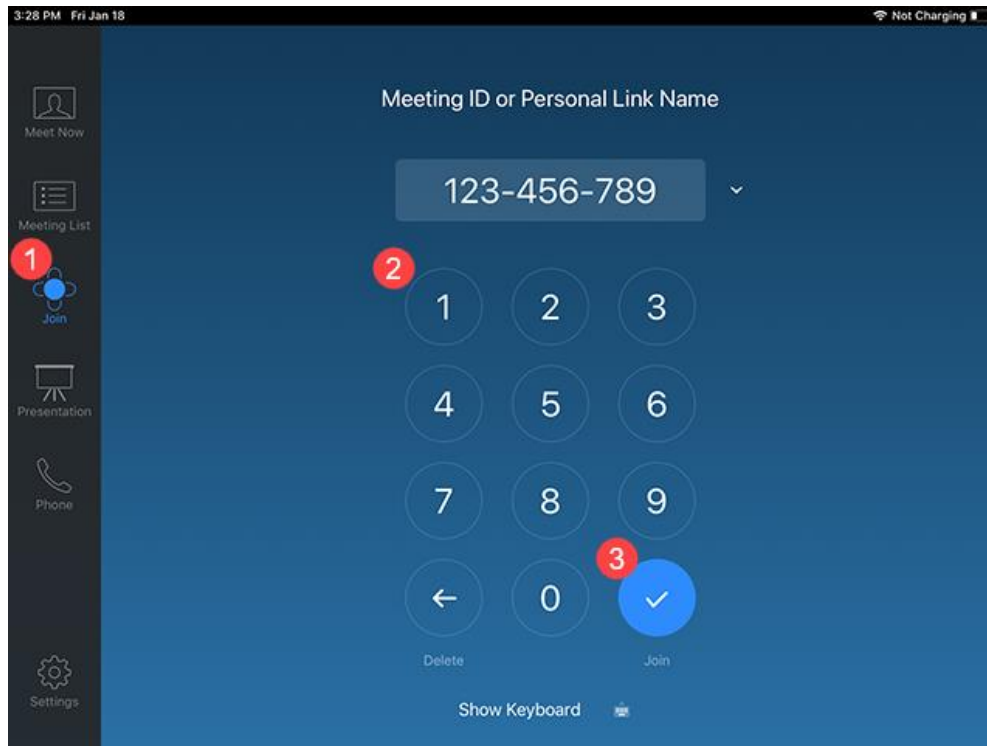 3:28 PM Fri Jan 18
Not Charging
Meet Now
Meeting List
1
Join
Presentation
Phone
Settings
Meeting ID or Personal Link Name
123-456-789
2
1 2 3
4 5 6
7 8 9
3
0
Delete Join
Show Keyboard